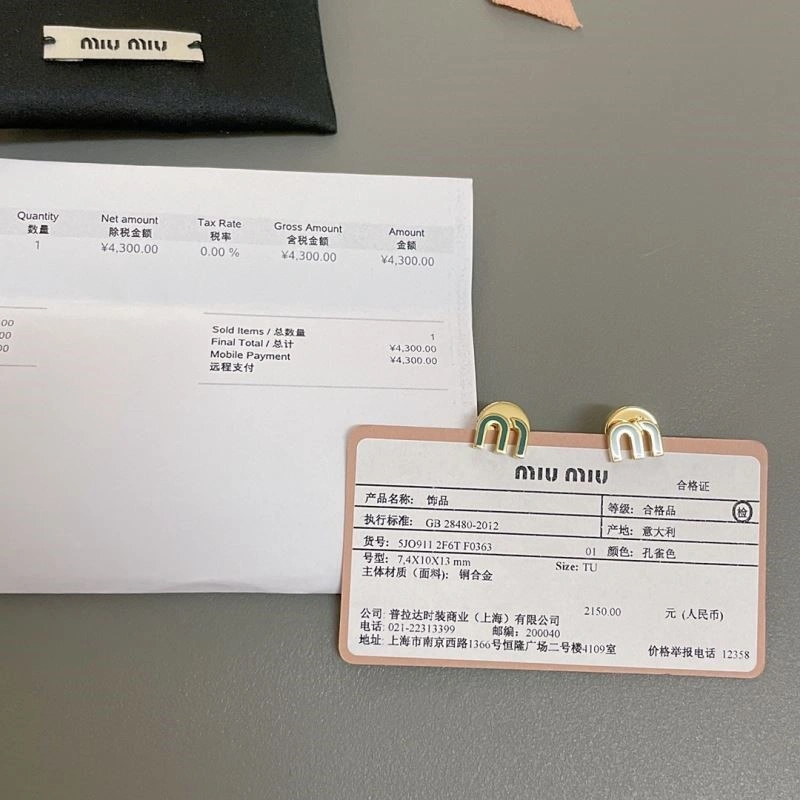 miu miu
Quantity Net amount Tax Rate Gross Amount Amount
数量 除税金额 税率 含税金额 金额
1 ¥4,300.00 0.00 % ¥4,300.00 ¥4,300.00
00
00
00
Sold Items / 总数量 1
Final Total / 总计 ¥4,300.00
Mobile Payment ¥4,300.00
远程支付
miu miu 合格证
产品名称: 饰品 等级: 合格品 检
执行标准: GB 28480-2012 产地: 意大利
货号: 5JO911 2F6T F0363 01 颜色: 孔雀色
号型: 7,4X10X13 mm Size: TU
主体材质（面料）: 铜合金
公司: 普拉达时装商业（上海）有限公司 2150.00 元 (人民币)
电话: 021-22313399 邮编: 200040
地址: 上海市南京西路1366号恒隆广场二号楼4109室 价格举报电话 12358